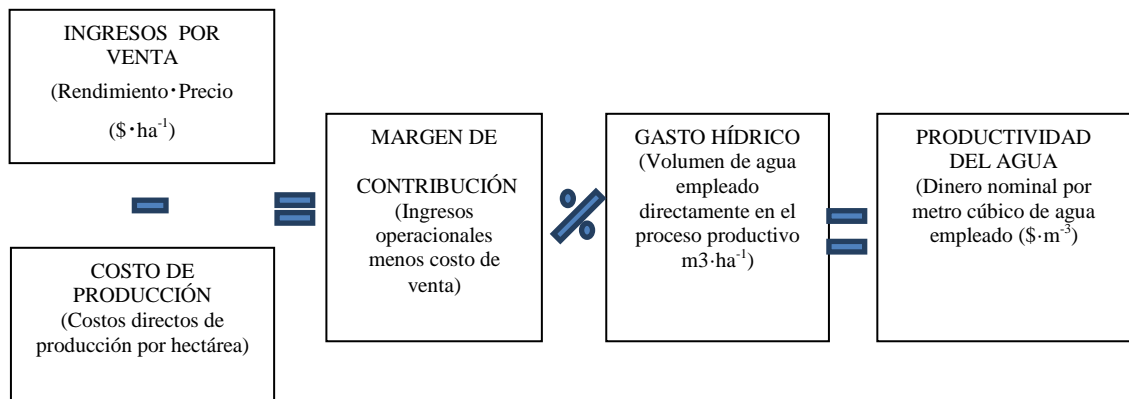 INGRESOS POR
VENTA
(Rendimiento·Precio
($·ha-1)
COSTO DE
PRODUCCIÓN
(Costos directos de
producción por hectárea)
MARGEN DE
CONTRIBUCIÓN
(Ingresos
operacionales
menos costo de
venta)
GASTO HÍDRICO
(Volumen de agua
empleado
directamente en el
proceso productivo
m3·ha-1)
PRODUCTIVIDAD
DEL AGUA
(Dinero nominal por
metro cúbico de agua
empleado ($·m-3)